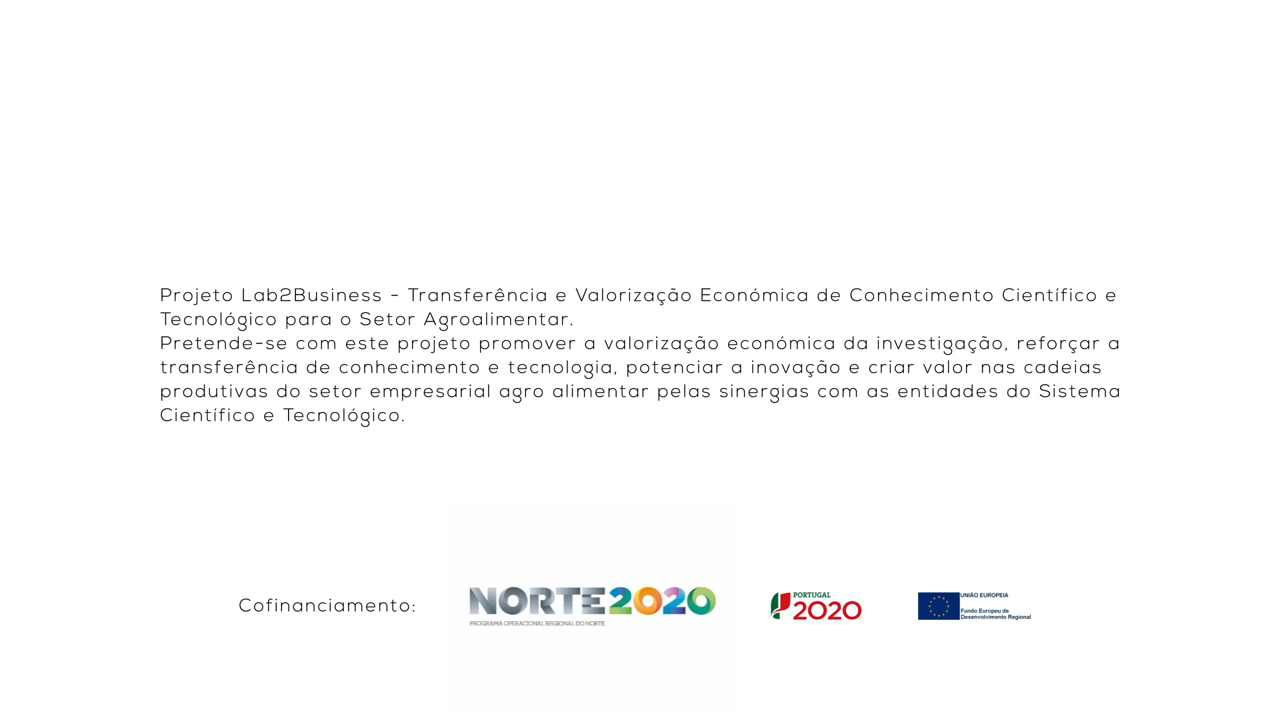 Projeto Lab2Business - Transferência e Valorização Económica de Conhecimento Científico e
Tecnológico para o Setor Agroalimentar.
Pretende-se com este projeto promover a valorização económica da investigação, reforçar a
transferência de conhecimento e tecnologia, potenciar a inovação e criar valor nas cadeias
produtivas do setor empresarial agro alimentar pelas sinergias com as entidades do Sistema
Científico e Tecnológico.
Cofinanciamento:
NORTE2020
PROGRAMA OPERACIONAL REGIONAL DO NORTE
PORTUGAL
2020
UNIÃO EUROPEIA
Fundo Europeu de
Desenvolvimento Regional